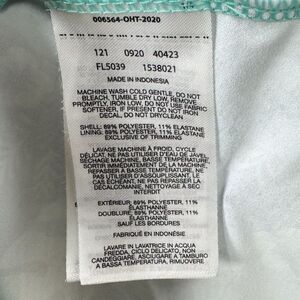 006564-OHT-2020
121 0920 40423
FL5039 1538021
MADE IN INDONESIA
MACHINE WASH COLD GENTLE, DO NOT
BLEACH, TUMBLE DRY LOW, REMOVE
PROMPTLY, IRON LOW, DO NOT USE FABRIC
SOFTENER, IF PRESENT DO NOT IRON
DECAL, DO NOT DRYCLEAN
SHELL: 89% POLYESTER, 11% ELASTANE
LINING: 89% POLYESTER, 11% ELASTANE
EXCLUSIVE OF TRIMMING
LAVAGE MACHINE À FROID, CYCLE
DÉLICAT, NE PAS UTILISER D'EAU DE JAVEL,
SÉCHAGE MACHINE, BASSE TEMPÉRATURE,
SORTIR IMMÉDIATEMENT DE LA MACHINE,
REPASSER À BASSE TEMPÉRATURE, NE
PAS UTILISER D'ASSOUPLISSANT, LE
CAS ÉCHÉANT, NE PAS REPASSER LA
DÉCALCOMANIE, NETTOYAGE À SEC
INTERDIT
EXTÉRIEUR: 89% POLYESTER, 11%
ÉLASTHANNE
DOUBLURE: 89% POLYESTER, 11%
ÉLASTHANNE
SAUF LES BORDURES
FABRIQUÉ EN INDONÉSIE
LAVARE IN LAVATRICE IN ACQUA
FREDDA, CICLO DELICATO, NON
CANDEGGIARE, ASCIUGARE A TAMBURO
A BASSA TEMPERATURA, RIMUOVERE